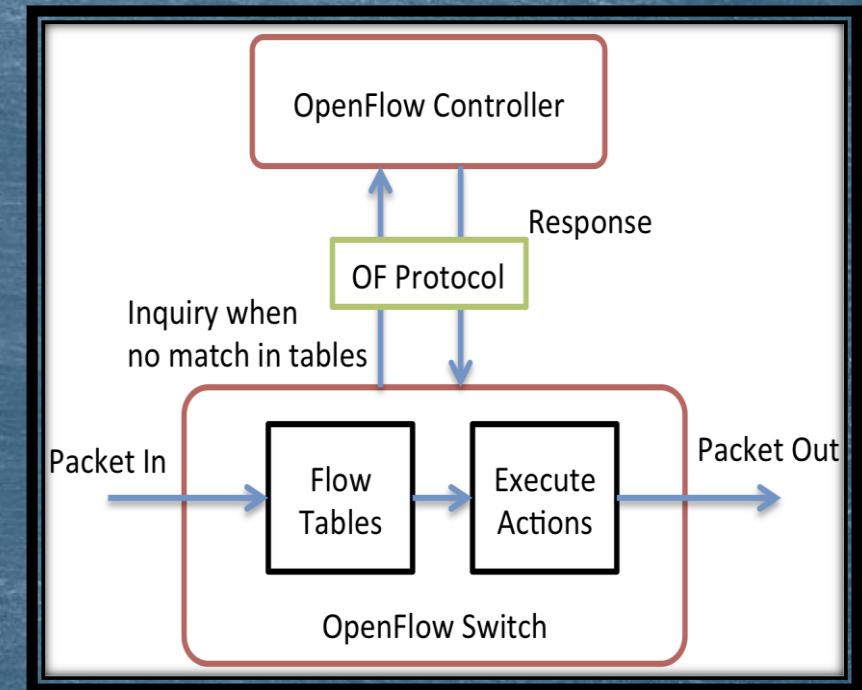 OpenFlow Controller
Response
OF Protocol
Inquiry when
no match in tables
Packet In
Flow
Tables
Execute
Actions
Packet Out
OpenFlow Switch